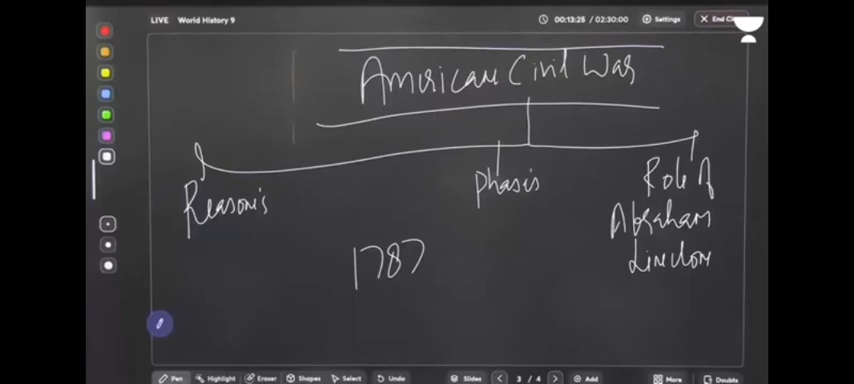 LIVE World History 9 00:13:25 / 02:30:00 Settings End Cl
American Civil War
Reasons Phases Role of
Abraham
Lincoln
1787
Pen Highlight Eraser Shapes Select Undo Slides 3 / 4 Add More Doubts